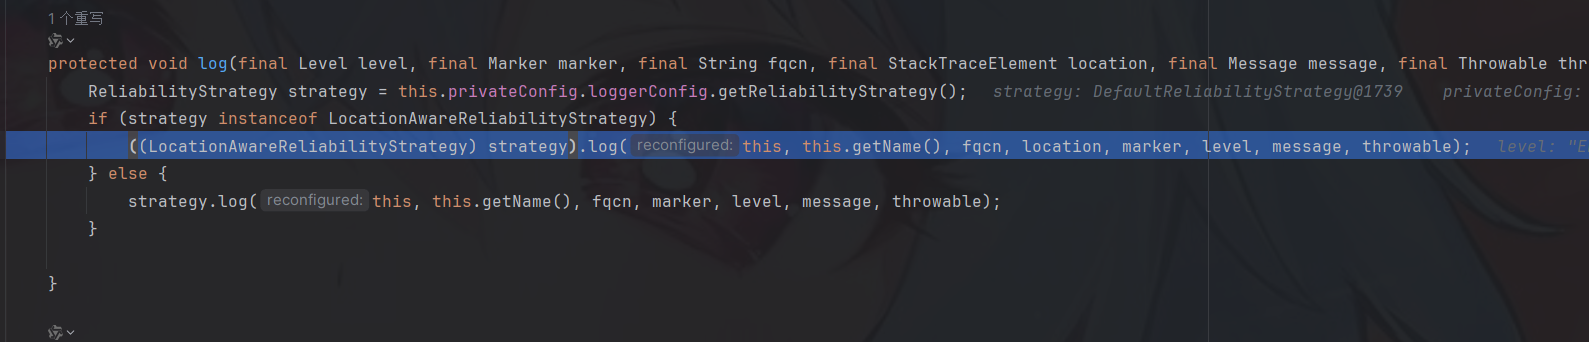 1 个重写
protected void log(final Level level, final Marker marker, final String fqcn, final StackTraceElement location, final Message message, final Throwable thr
ReliabilityStrategy strategy = this.privateConfig.loggerConfig.getReliabilityStrategy(); strategy: DefaultReliabilityStrategy@1739 privateConfig:
if (strategy instanceof LocationAwareReliabilityStrategy) {
((LocationAwareReliabilityStrategy) strategy).log( reconfigured: this, this.getName(), fqcn, location, marker, level, message, throwable); level: "E
} else {
strategy.log( reconfigured: this, this.getName(), fqcn, marker, level, message, throwable);
}
}